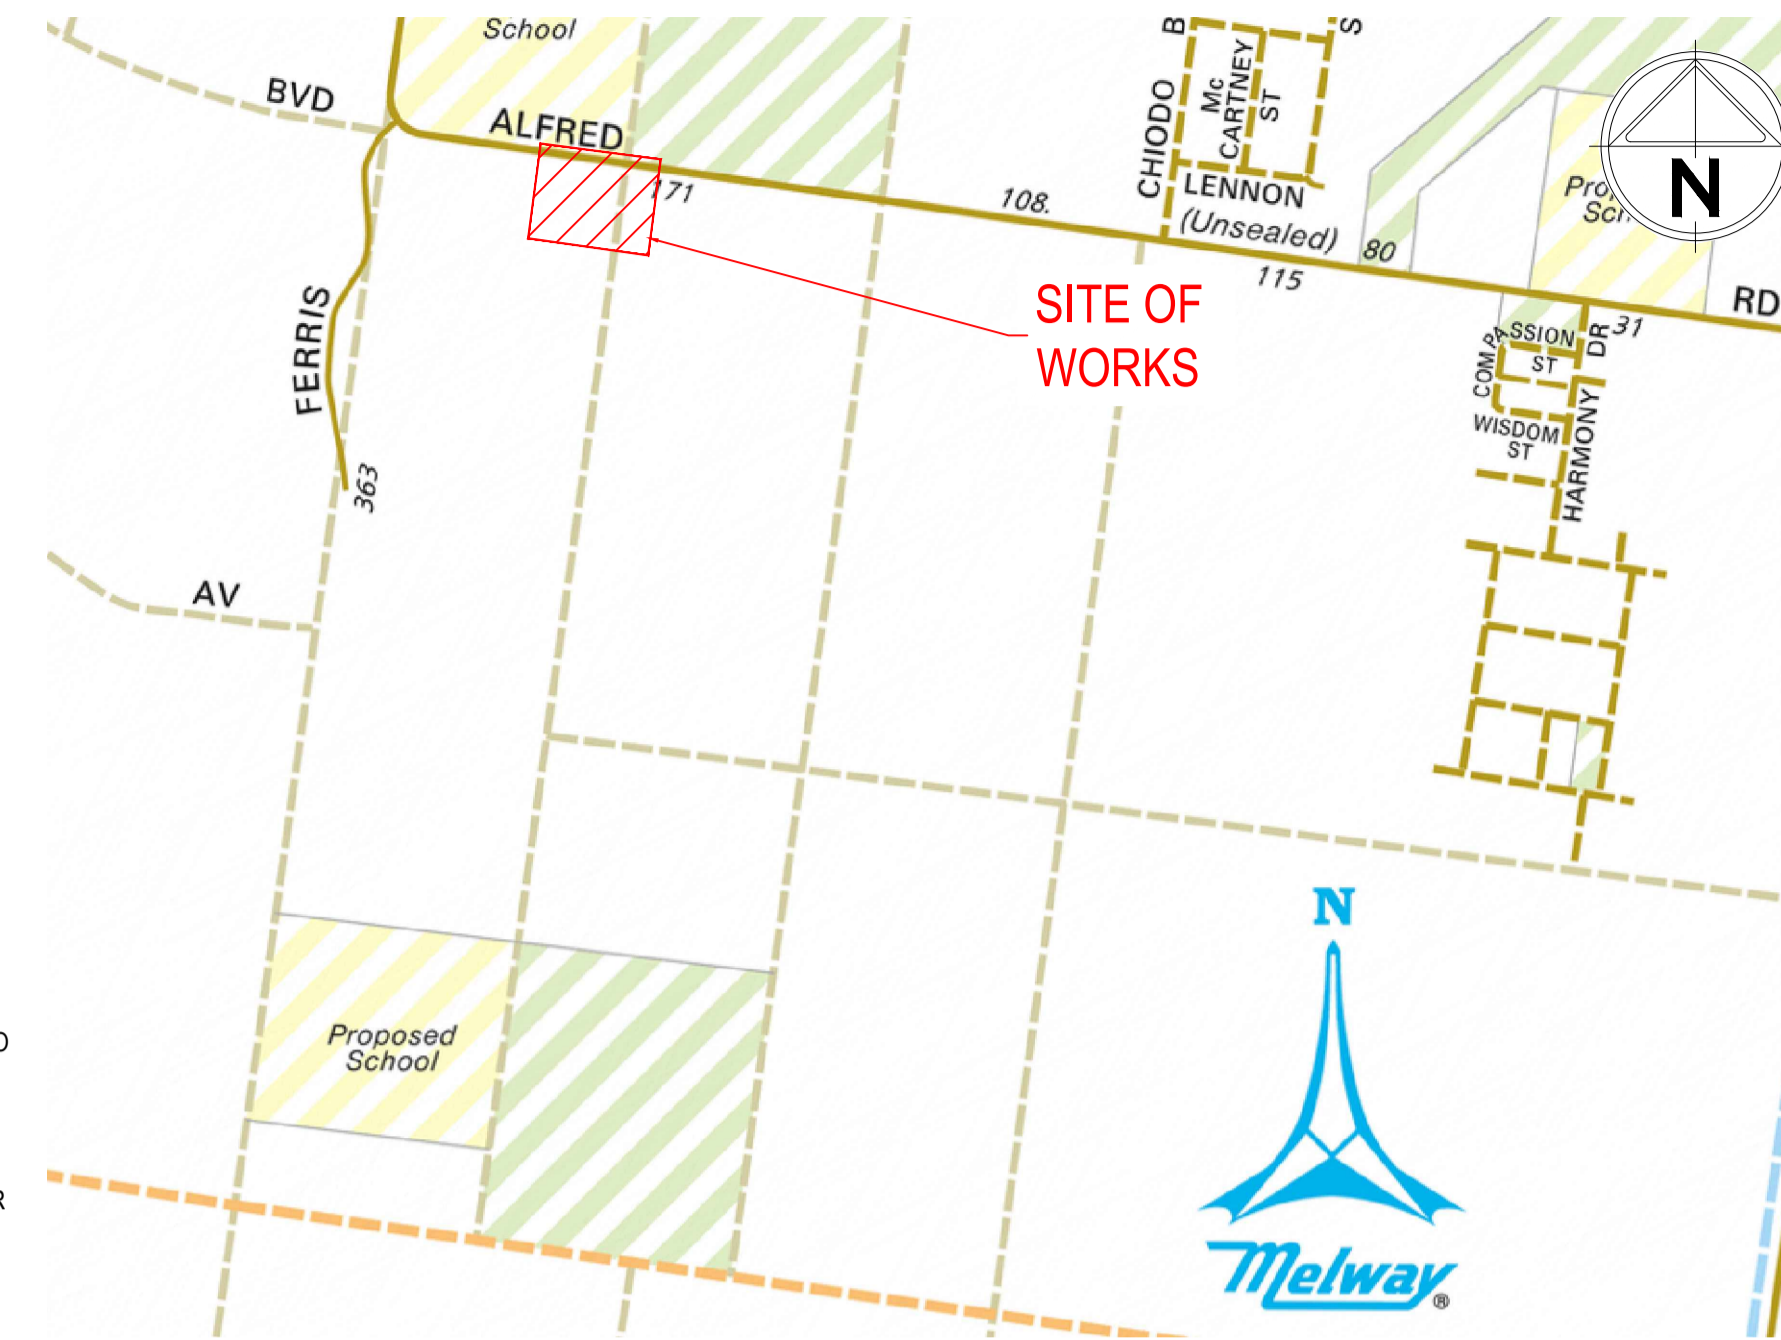 School
BVD
ALFRED
171
108.
CHIODO
B
Mc
CARTNEY
ST
S
LENNON
(Unsealed)
80
115
N
RD
31
SITE OF
WORKS
FERRIS
363
COMPASSION
ST
DR
WISDOM
ST
HARMONY
AV
N
Proposed
School
Melway
®